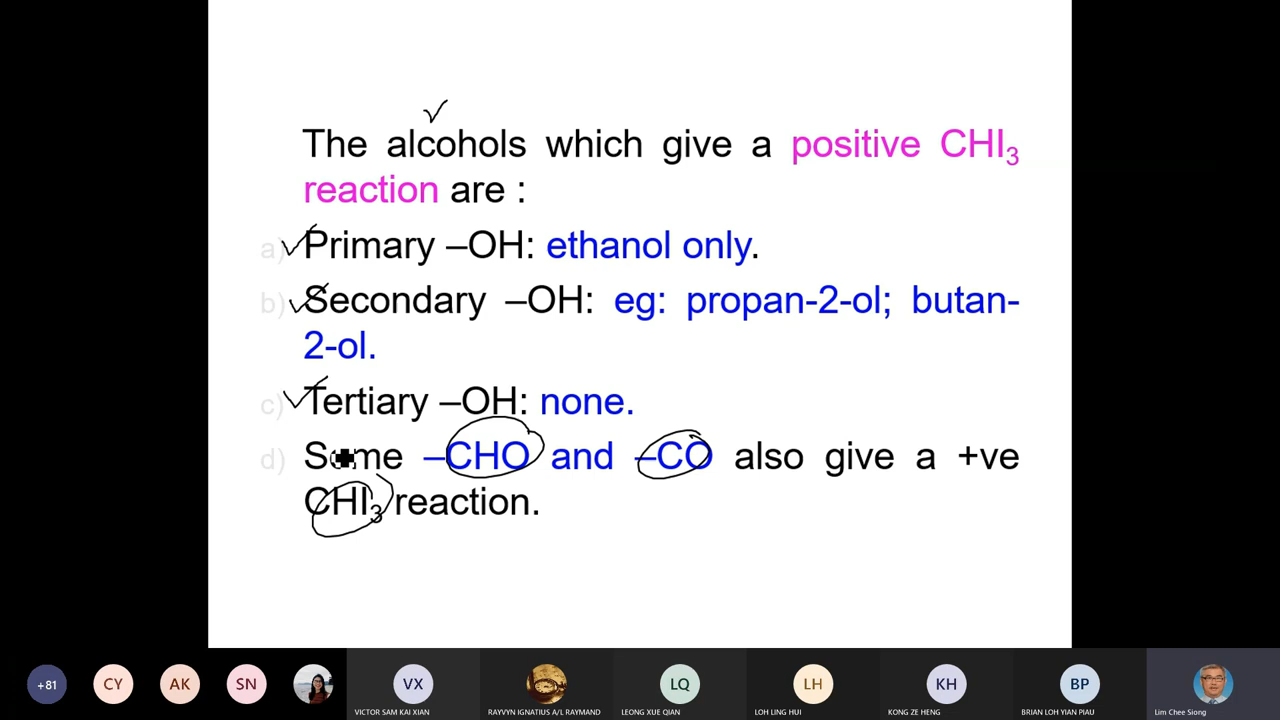 The alcohols which give a positive CHI₃
reaction are :
a) Primary –OH: ethanol only.
b) Secondary –OH: eg: propan-2-ol; butan-
2-ol.
c) Tertiary –OH: none.
d) Some –CHO and –CO also give a +ve
CHI₃ reaction.
+81
CY
AK
SN
VX
LQ
LH
KH
BP
VICTOR SAM KAI XIAN
RAYVYN IGNATIUS A/L RAYMAND
LEONG XUE QIAN
LOH LING HUI
KONG ZE HENG
BRIAN LOH YIAN PIAU
Lim Chee Siong